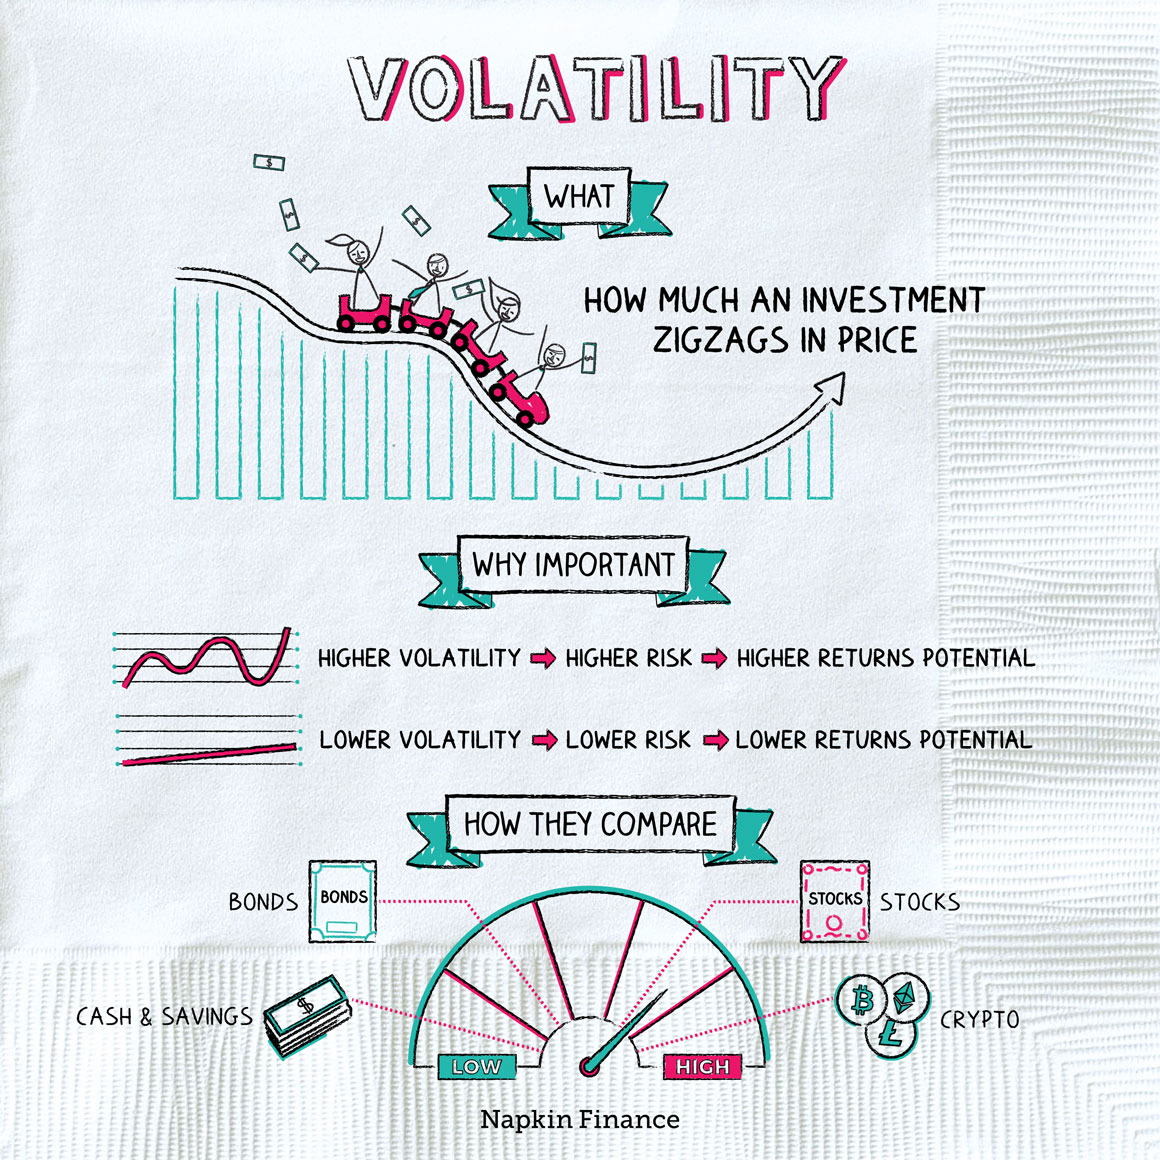 VOLATILITY
WHAT
HOW MUCH AN INVESTMENT
ZIGZAGS IN PRICE
$
$
$
$
$
$
WHY IMPORTANT
HIGHER VOLATILITY HIGHER RISK HIGHER RETURNS POTENTIAL
LOWER VOLATILITY LOWER RISK LOWER RETURNS POTENTIAL
HOW THEY COMPARE
BONDS
BONDS
STOCKS
STOCKS
CASH & SAVINGS
$
CRYPTO
LOW
HIGH
Napkin Finance